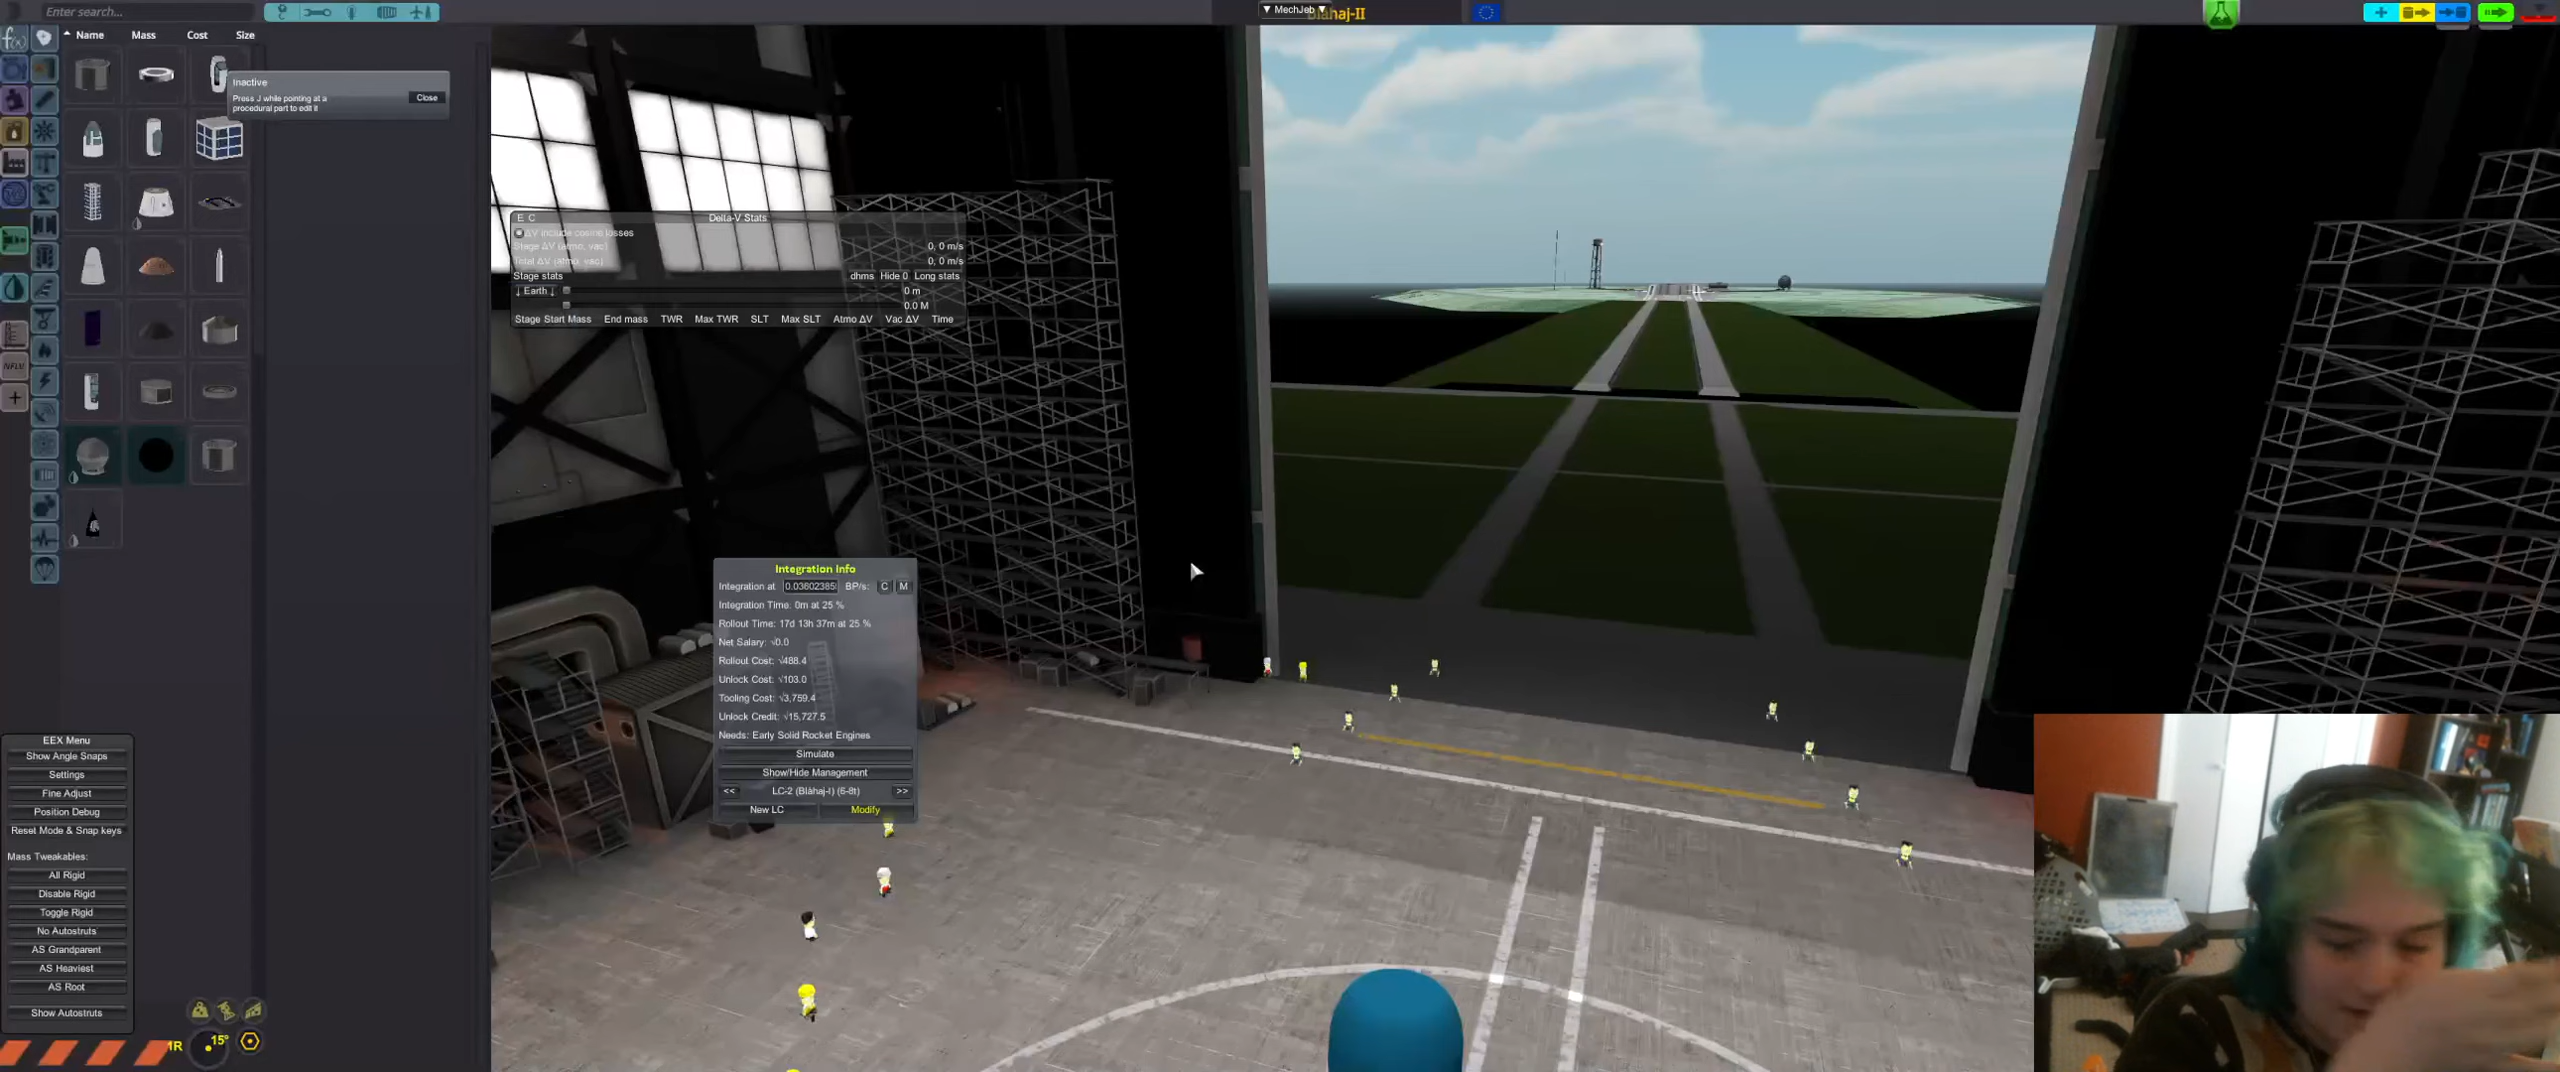 Enter search...
▼ MechJeb ▼
Blåhaj-II
Name Mass Cost Size
Inactive
Press J while pointing at a
procedural part to edit it
Close
E C Delta-V Stats
ΔV include cosine losses
Stage ΔV (atmo, vac) 0, 0 m/s
Total ΔV (atmo, vac) 0, 0 m/s
Stage stats dhms Hide 0 Long stats
↓ Earth ↓ 0 m
0.0 M
Stage Start Mass End mass TWR Max TWR SLT Max SLT Atmo ΔV Vac ΔV Time
NFLV
Integration Info
Integration at 0.03602385 BP/s: C M
Integration Time: 0m at 25 %
Rollout Time: 17d 13h 37m at 25 %
Net Salary: √0.0
Rollout Cost: √488.4
Unlock Cost: √103.0
Tooling Cost: √3,759.4
Unlock Credit: √15,727.5
Needs: Early Solid Rocket Engines
Simulate
Show/Hide Management
<< LC-2 (Blåhaj-I) (6-8t) >>
New LC Modify
EEX Menu
Show Angle Snaps
Settings
Fine Adjust
Position Debug
Reset Mode & Snap keys
Mass Tweakables:
All Rigid
Disable Rigid
Toggle Rigid
No Autostruts
AS Grandparent
AS Heaviest
AS Root
Show Autostruts
15°